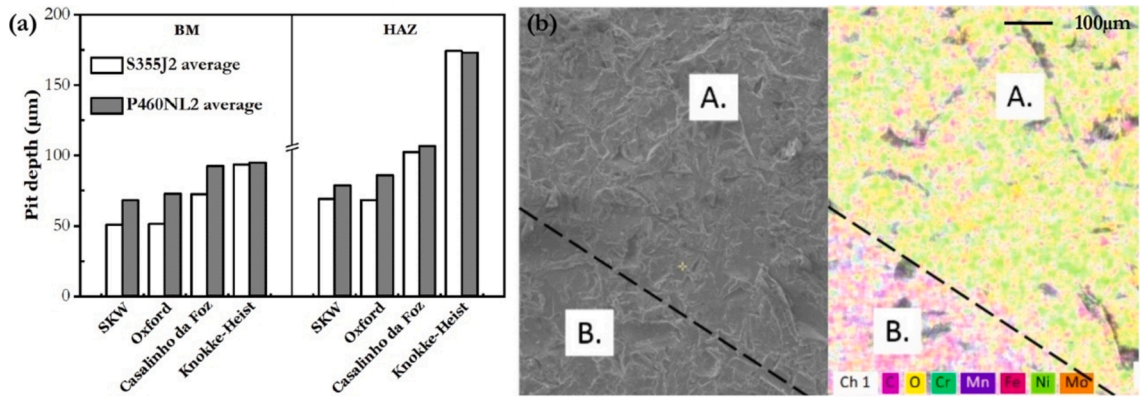 (a)
BM
HAZ
S355J2 average
P460NL2 average
Pit depth (µm)
200
150
100
50
0
SKW
Oxford
Casalinho da Foz
Knokke-Heist
SKW
Oxford
Casalinho da Foz
Knokke-Heist
(b)
A.
B.
100µm
A.
B.
Ch 1 C O Cr Mn Fe Ni Mo